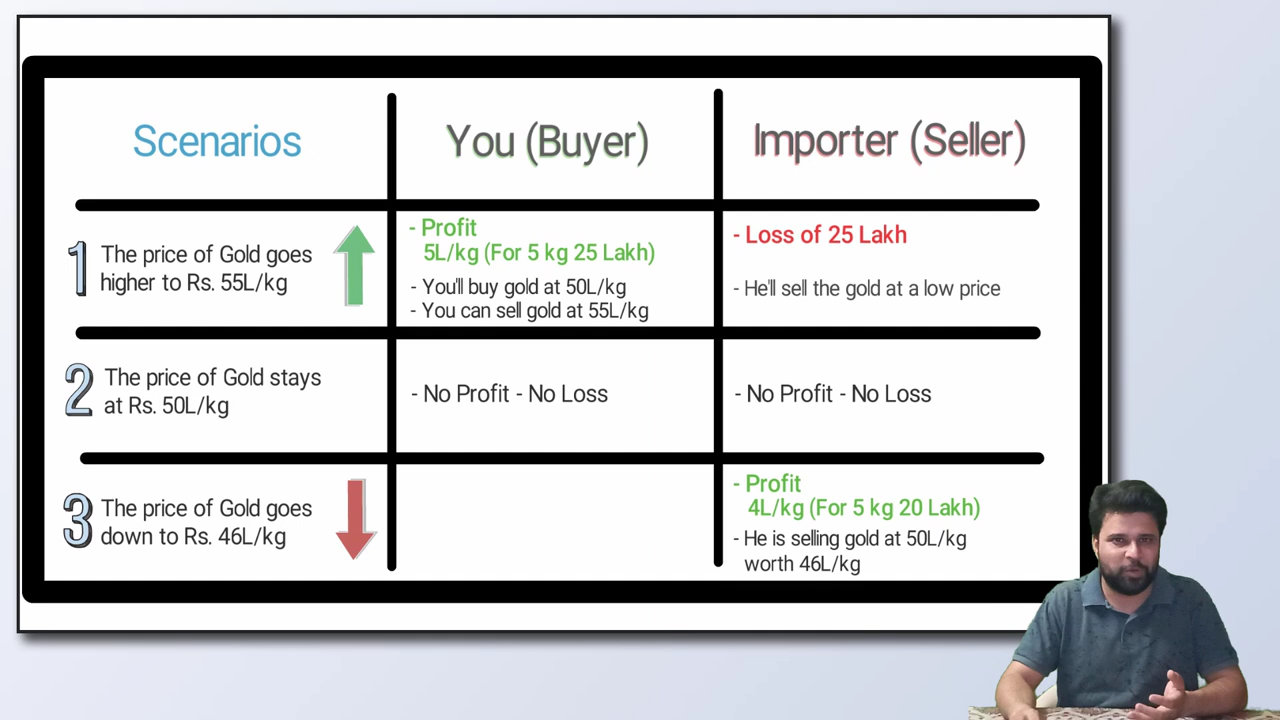 Scenarios
You (Buyer)
Importer (Seller)
1
The price of Gold goes
higher to Rs. 55L/kg
- Profit
5L/kg (For 5 kg 25 Lakh)
- You'll buy gold at 50L/kg
- You can sell gold at 55L/kg
- Loss of 25 Lakh
- He'll sell the gold at a low price
2
The price of Gold stays
at Rs. 50L/kg
- No Profit - No Loss
- No Profit - No Loss
3
The price of Gold goes
down to Rs. 46L/kg
- Profit
4L/kg (For 5 kg 20 Lakh)
- He is selling gold at 50L/kg
worth 46L/kg